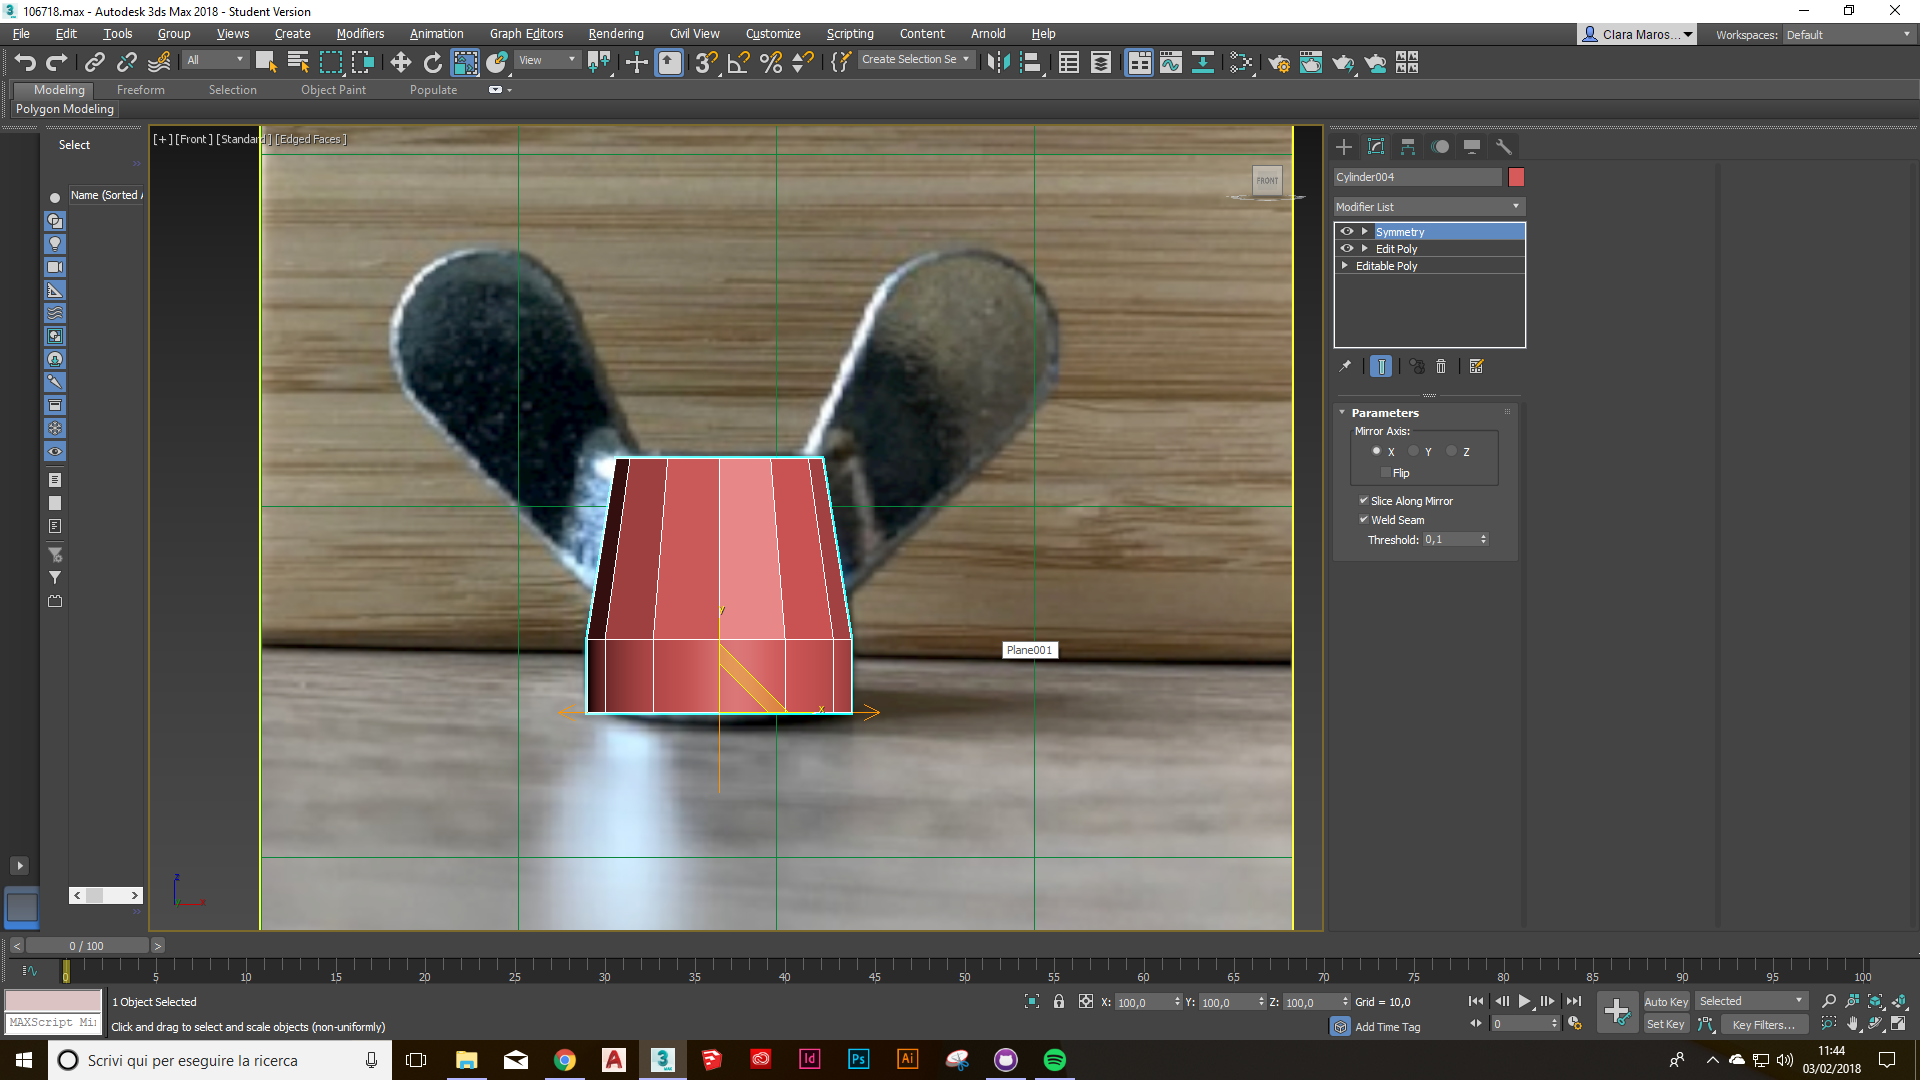 106718.max - Autodesk 3ds Max 2018 - Student Version
File Edit Tools Group Views Create Modifiers Animation Graph Editors Rendering Civil View Customize Scripting Content Arnold Help
Clara Maros...
Workspaces: Default
All
View
Create Selection Se
Modeling Freeform Selection Object Paint Populate
Polygon Modeling
Select
Name (Sorted A
[+] [Front] [Standard] [Edged Faces]
FRONT
Cylinder004
Modifier List
Symmetry
Edit Poly
Editable Poly
Parameters
Mirror Axis:
X Y Z
Flip
Slice Along Mirror
Weld Seam
Threshold: 0,1
y
x
Plane001
z
x
0 / 100
0 5 10 15 20 25 30 35 40 45 50 55 60 65 70 75 80 85 90 95 100
1 Object Selected
X: 100,0 Y: 100,0 Z: 100,0 Grid = 10,0
Auto Key Selected
MAXScript Mi
Click and drag to select and scale objects (non-uniformly)
Add Time Tag
0
Set Key Key Filters...
Scrivi qui per eseguire la ricerca
A
3
MAX
Id
Ps
Ai
11:44
03/02/2018